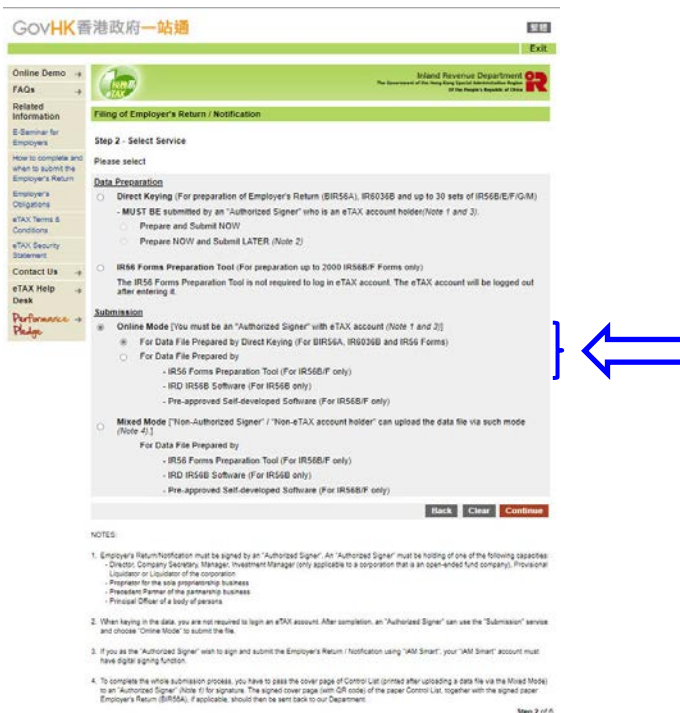 GovHK香港政府一站通
繁體
Exit
Online Demo
FAQs
Related
Information
E-Seminar for
Employers
How to complete and
when to submit the
Employer's Return
Employer's
Obligations
eTAX Terms &
Conditions
eTAX Security
Statement
Contact Us
eTAX Help
Desk
Performance
Pledge
稅務易
eTAX
Inland Revenue Department
The Government of the Hong Kong Special Administrative Region
Of the People's Republic of China
Filing of Employer's Return / Notification
Step 2 - Select Service
Please select
Data Preparation
Direct Keying (For preparation of Employer's Return (BIR56A), IR6036B and up to 30 sets of IR56B/E/F/G/M)
- MUST BE submitted by an "Authorized Signer" who is an eTAX account holder(Note 1 and 3).
Prepare and Submit NOW
Prepare NOW and Submit LATER (Note 2)
IR56 Forms Preparation Tool (For preparation up to 2000 IR56B/F Forms only)
The IR56 Forms Preparation Tool is not required to log in eTAX account. The eTAX account will be logged out
after entering it.
Submission
Online Mode [You must be an "Authorized Signer" with eTAX account (Note 1 and 3)]
For Data File Prepared by Direct Keying (For BIR56A, IR6036B and IR56 Forms)
For Data File Prepared by
- IR56 Forms Preparation Tool (For IR56B/F only)
- IRD IR56B Software (For IR56B only)
- Pre-approved Self-developed Software (For IR56B/F only)
Mixed Mode ["Non-Authorized Signer" / "Non-eTAX account holder" can upload the data file via such mode
(Note 4).]
For Data File Prepared by
- IR56 Forms Preparation Tool (For IR56B/F only)
- IRD IR56B Software (For IR56B only)
- Pre-approved Self-developed Software (For IR56B/F only)
Back Clear Continue
NOTES:
1. Employer's Return/Notification must be signed by an "Authorized Signer". An "Authorized Signer" must be holding of one of the following capacities:
- Director, Company Secretary, Manager, Investment Manager (only applicable to a corporation that is an open-ended fund company), Provisional
Liquidator or Liquidator of the corporation
- Proprietor for the sole proprietorship business
- Precedent Partner of the partnership business
- Principal Officer of a body of persons
2. When keying in the data, you are not required to login an eTAX account. After completion, an "Authorized Signer" can use the "Submission" service
and choose "Online Mode" to submit the file.
3. If you as the "Authorized Signer" wish to sign and submit the Employer's Return / Notification using "iAM Smart", your "iAM Smart" account must
have digital signing function.
4. To complete the whole submission process, you have to pass the cover page of Control List (printed after uploading a data file via the Mixed Mode)
to an "Authorized Signer" (Note 1) for signature. The signed cover page (with QR code) of the paper Control List, together with the signed paper
Employer's Return (BIR56A), if applicable, should then be sent back to our Department.
Step 2 of 6